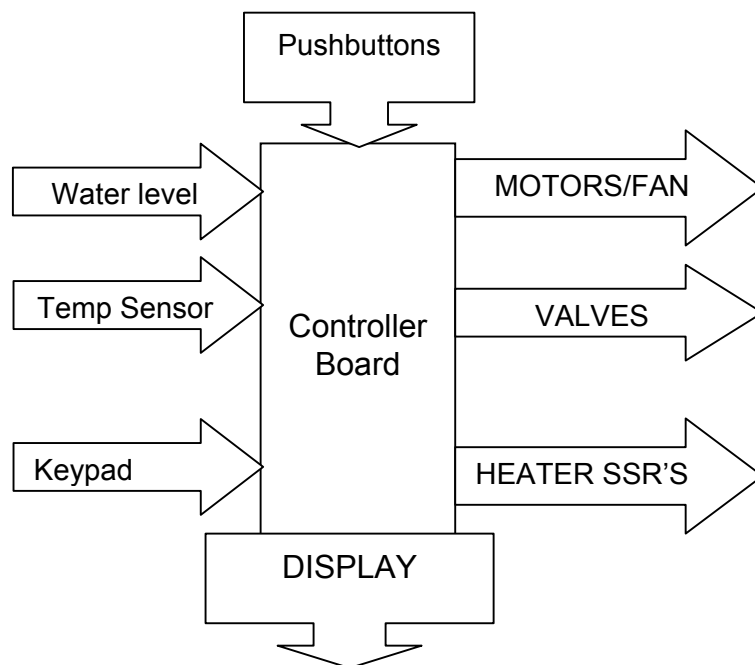 Pushbuttons
Water level
MOTORS/FAN
Temp Sensor
VALVES
Controller
Board
Keypad
HEATER SSR'S
DISPLAY